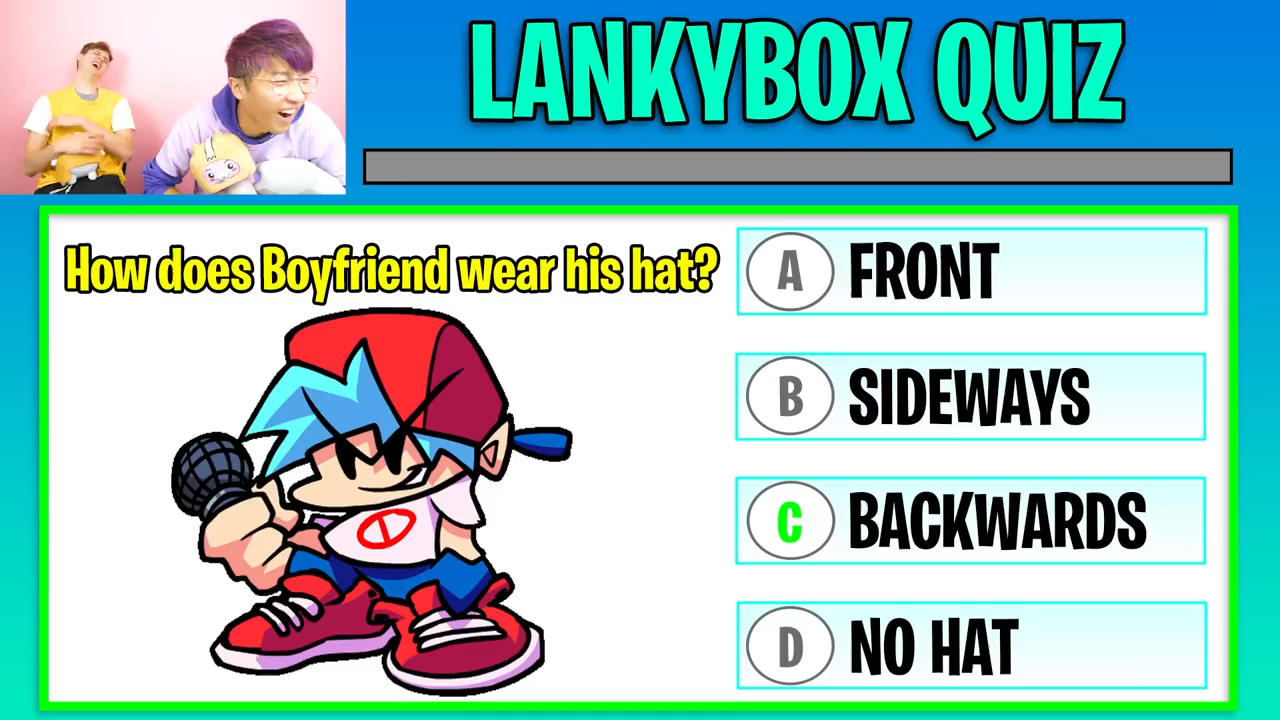 LANKYBOX QUIZ
How does Boyfriend wear his hat?
A FRONT
B SIDEWAYS
C BACKWARDS
D NO HAT